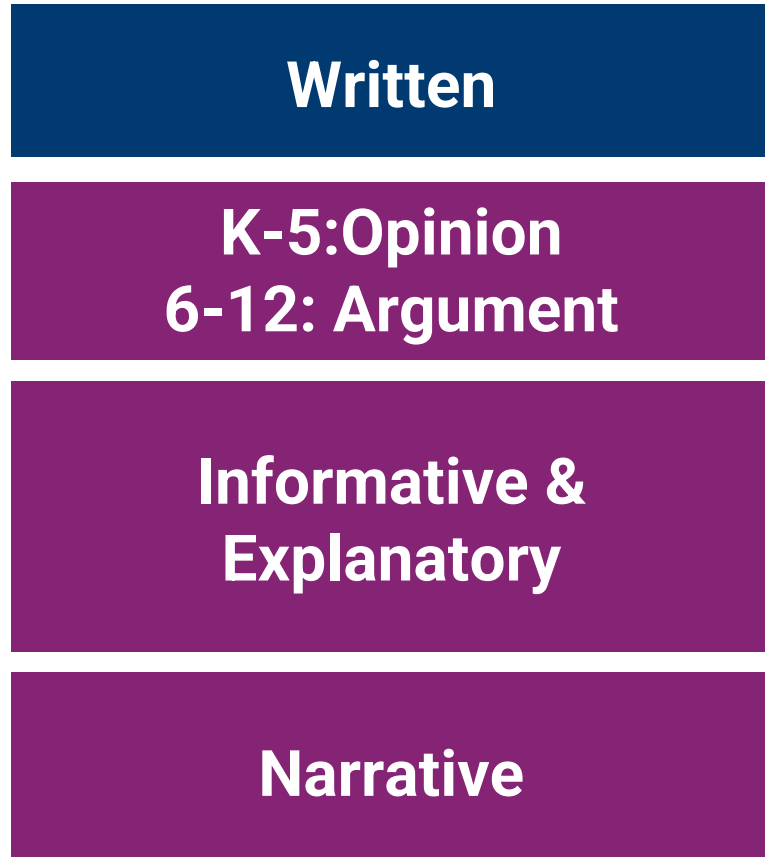 Written
K-5:Opinion
6-12: Argument
Informative &
Explanatory
Narrative